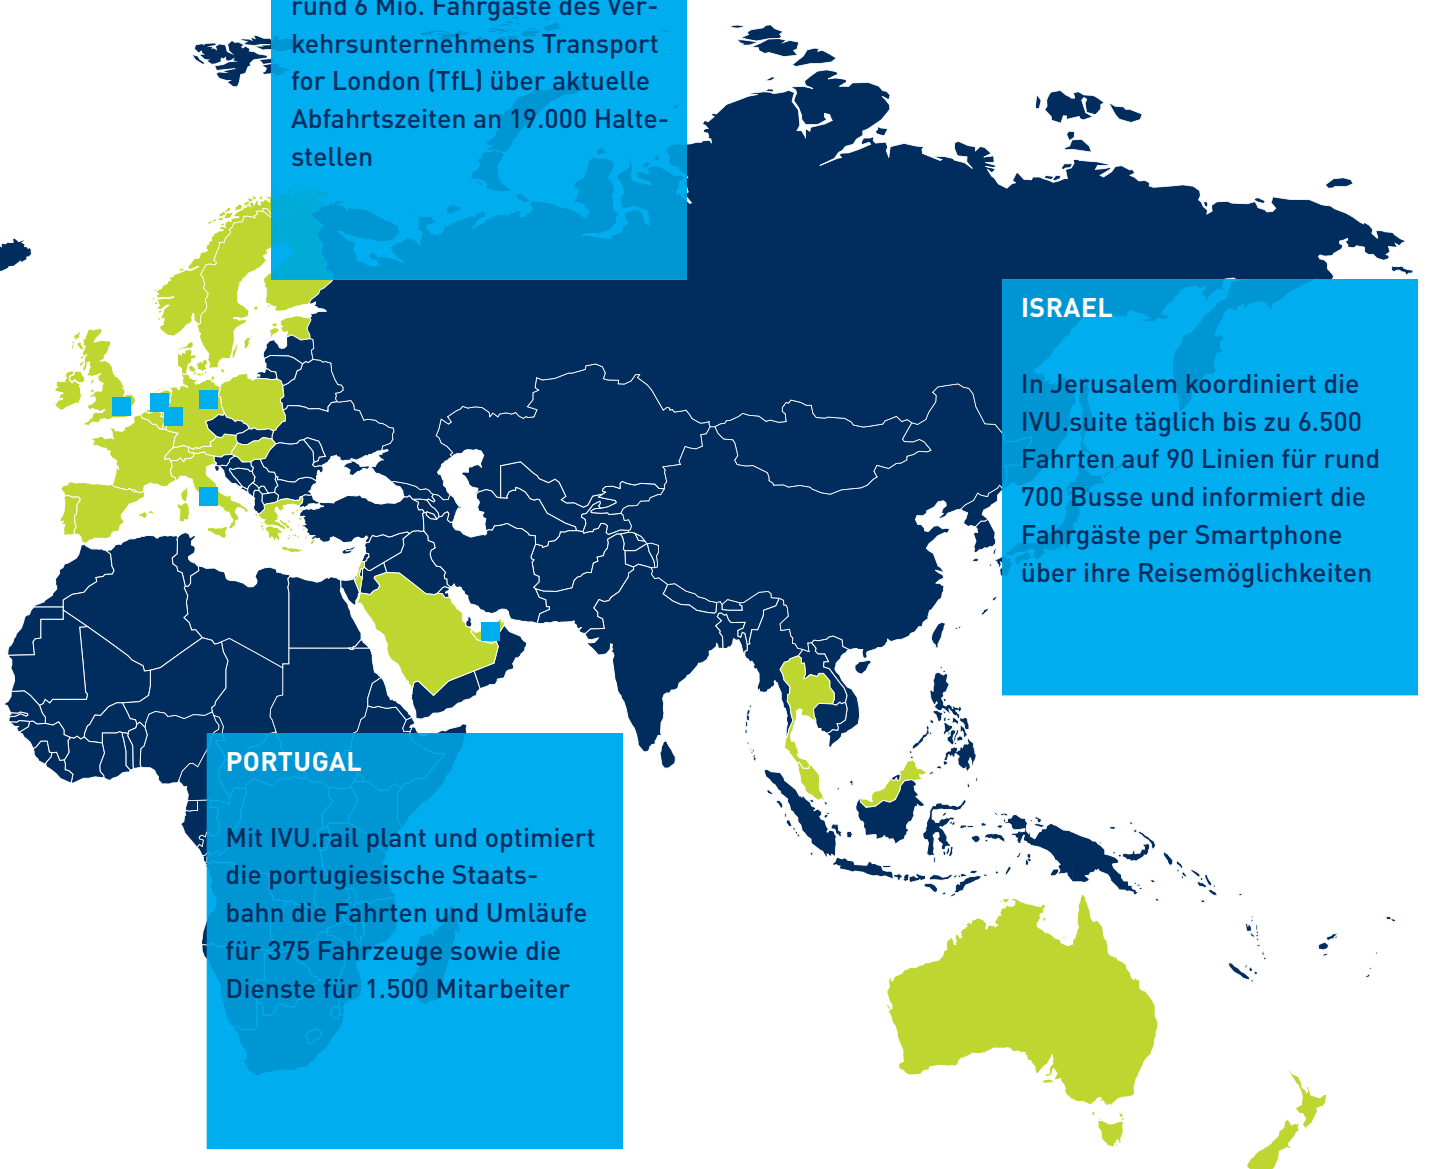 rund 6 Mio. Fahrgäste des Ver-
kehrsunternehmens Transport
for London (TfL) über aktuelle
Abfahrtszeiten an 19.000 Halte-
stellen
ISRAEL
In Jerusalem koordiniert die
IVU.suite täglich bis zu 6.500
Fahrten auf 90 Linien für rund
700 Busse und informiert die
Fahrgäste per Smartphone
über ihre Reisemöglichkeiten
PORTUGAL
Mit IVU.rail plant und optimiert
die portugiesische Staats-
bahn die Fahrten und Umläufe
für 375 Fahrzeuge sowie die
Dienste für 1.500 Mitarbeiter